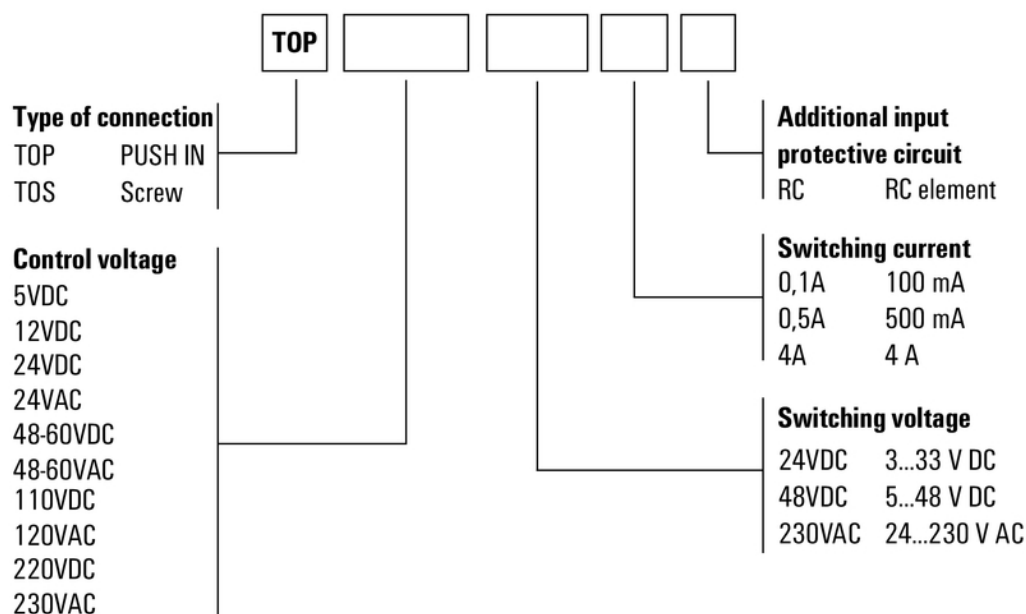 TOP
Type of connection
TOP PUSH IN
TOS Screw
Control voltage
5VDC
12VDC
24VDC
24VAC
48-60VDC
48-60VAC
110VDC
120VAC
220VDC
230VAC
Additional input
protective circuit
RC RC element
Switching current
0,1A 100 mA
0,5A 500 mA
4A 4 A
Switching voltage
24VDC 3...33 V DC
48VDC 5...48 V DC
230VAC 24...230 V AC